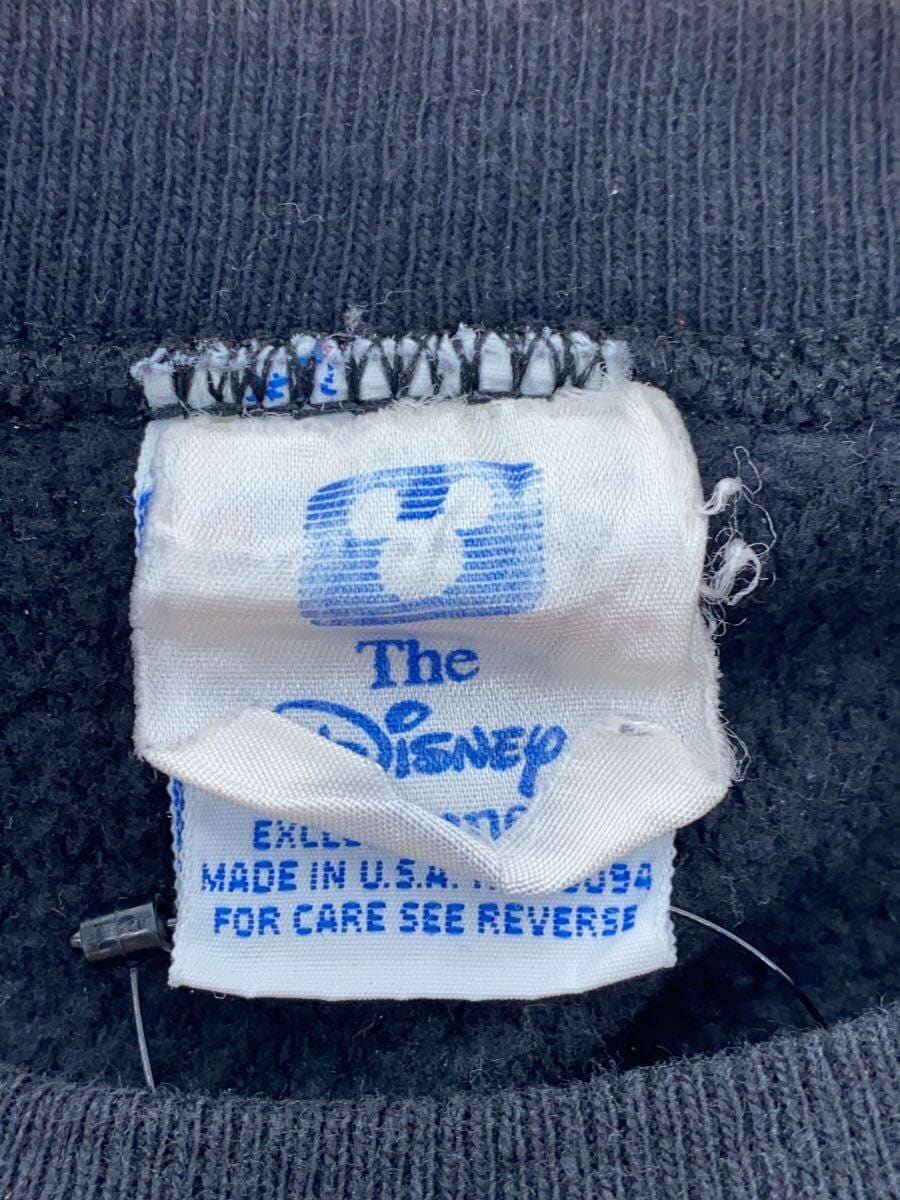 The
Disney
MADE IN U.S.A.
FOR CARE SEE REVERSE